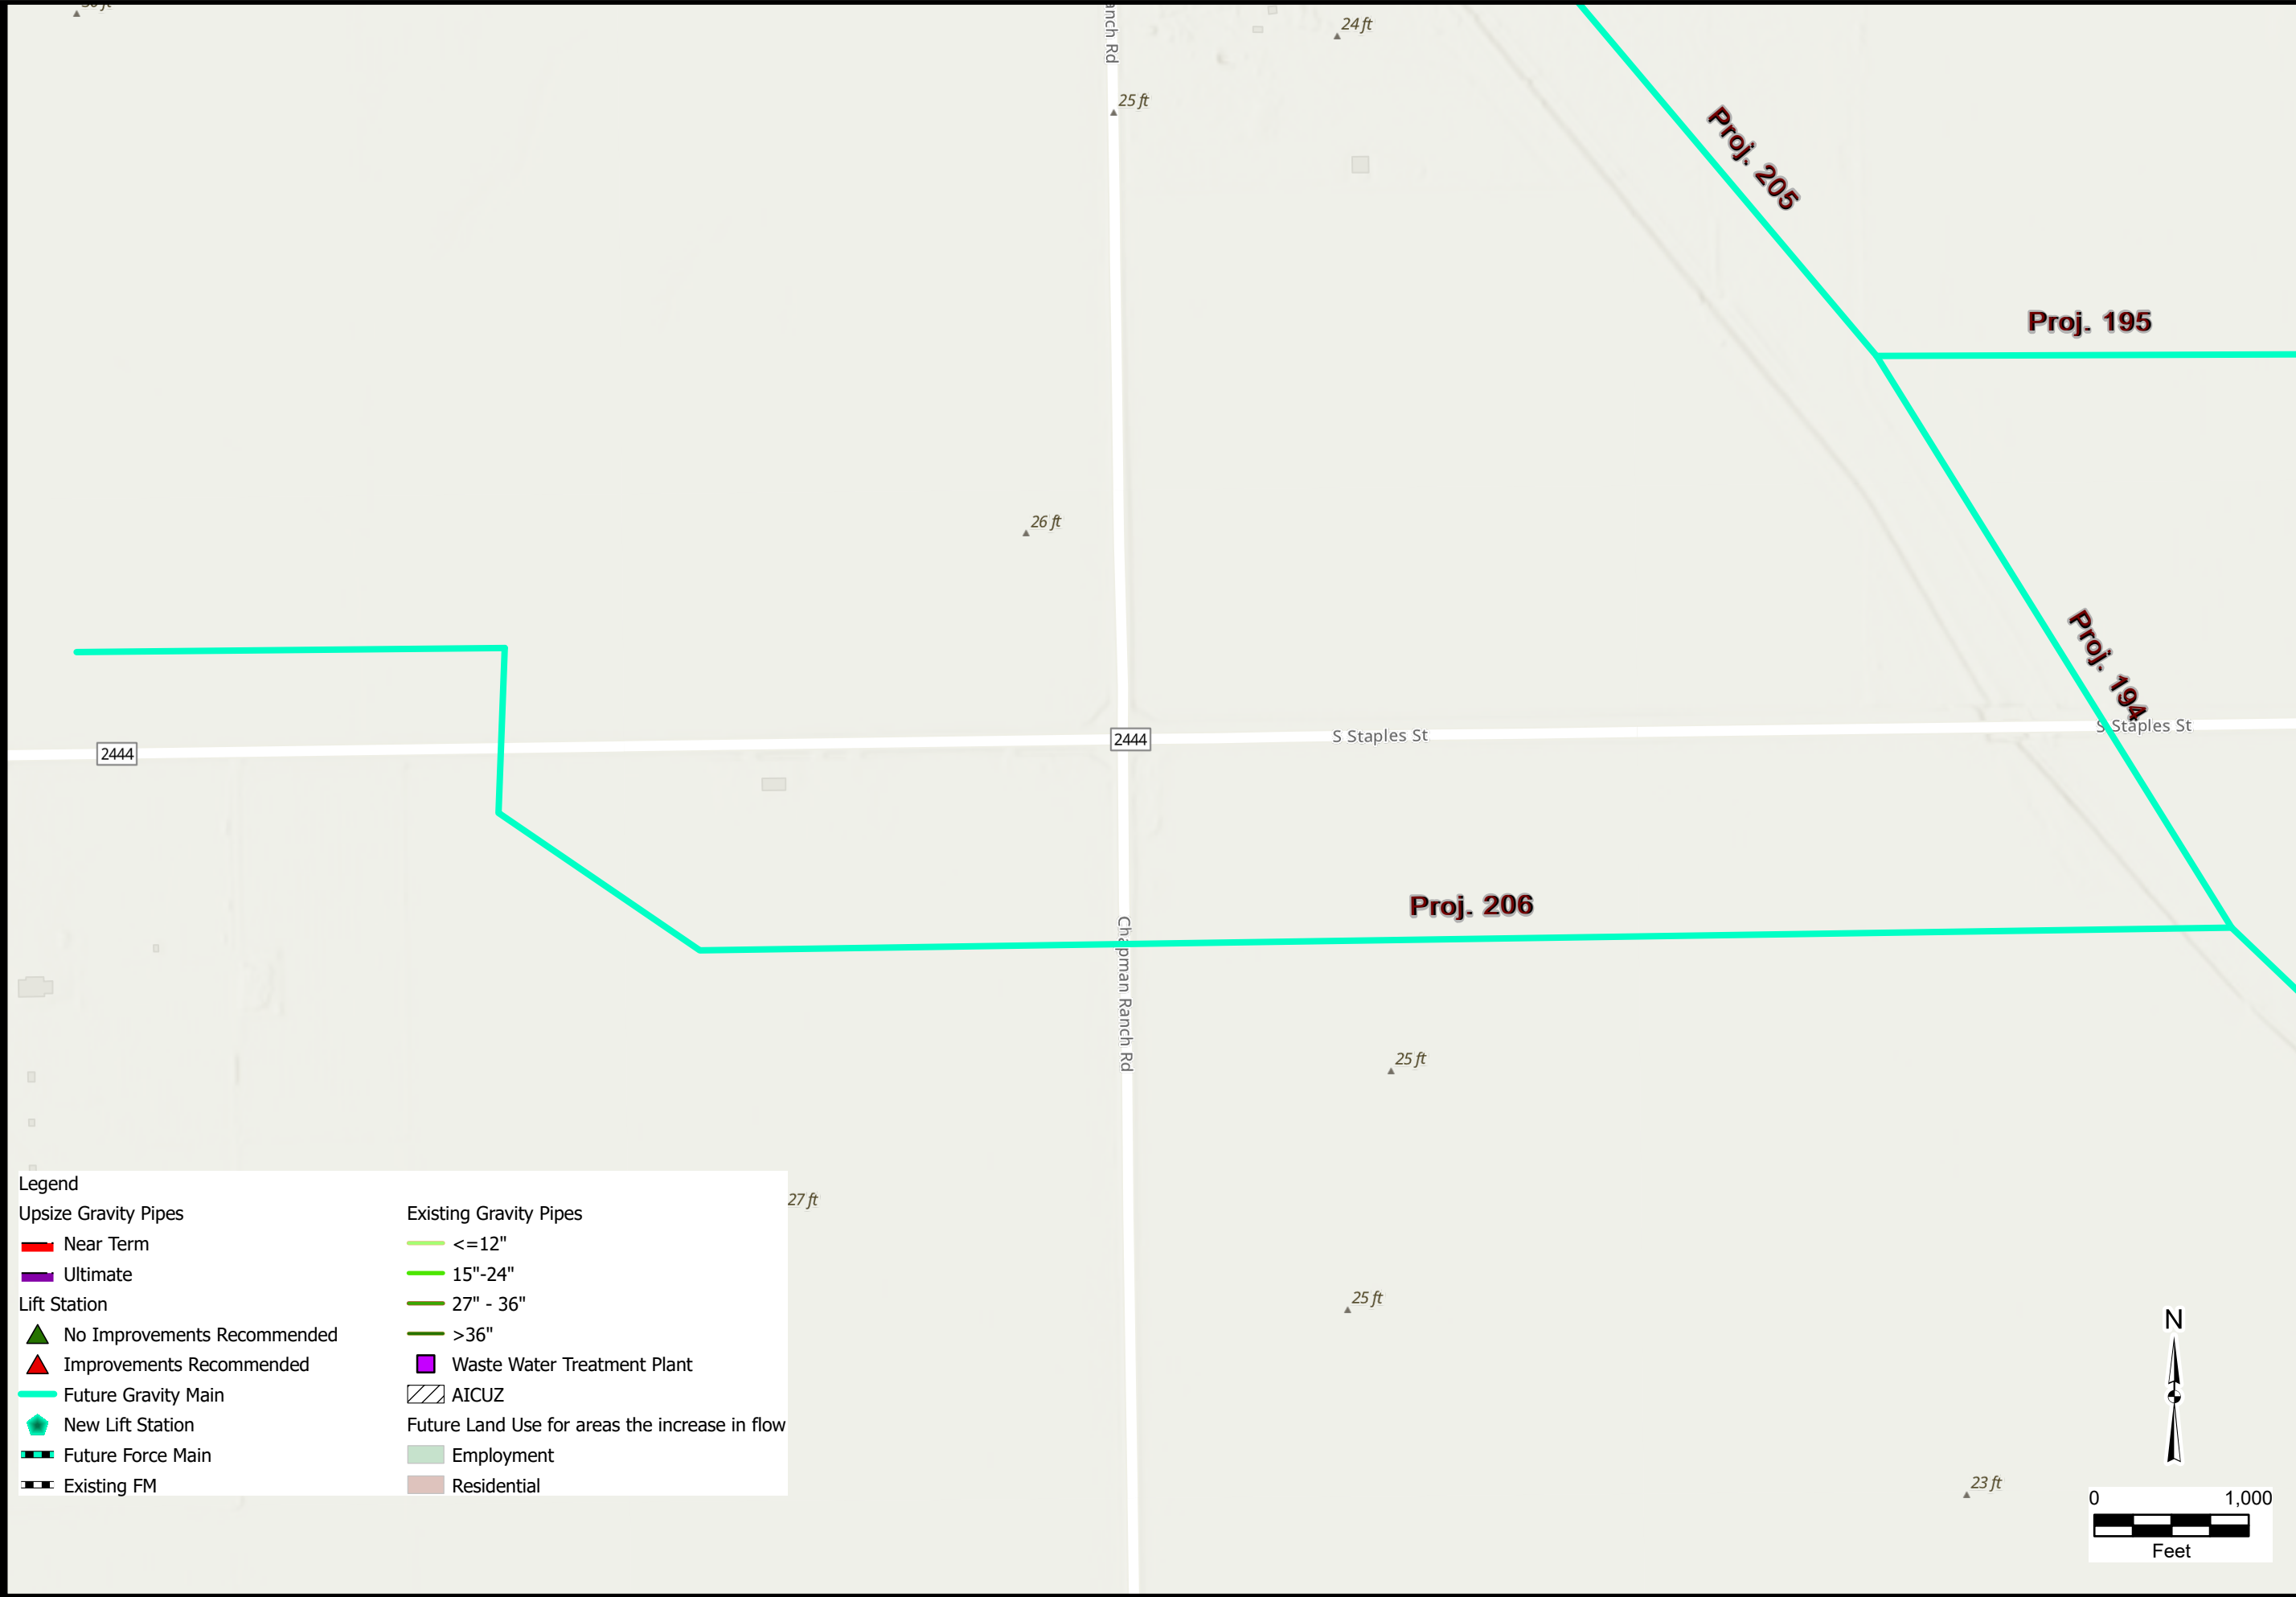 24 ft
anch Rd
25 ft
Proj. 205
Proj. 195
26 ft
Proj. 194
S Staples St
2444
2444
S Staples St
Proj. 206
Chapman Ranch Rd
25 ft
27 ft
25 ft
23 ft
Legend
Upsize Gravity Pipes
Near Term
Ultimate
Lift Station
No Improvements Recommended
Improvements Recommended
Future Gravity Main
New Lift Station
Future Force Main
Existing FM
Existing Gravity Pipes
<=12"
15"-24"
27" - 36"
>36"
Waste Water Treatment Plant
AICUZ
Future Land Use for areas the increase in flow
Employment
Residential
N
0 1,000
Feet